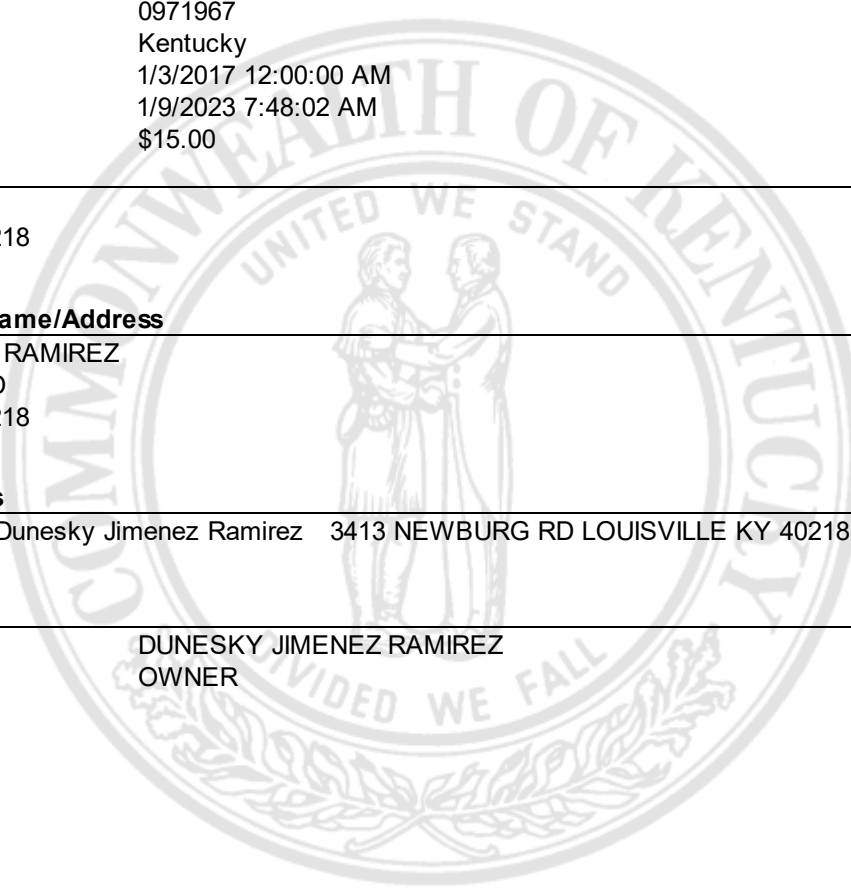 0971967
Kentucky
1/3/2017 12:00:00 AM
1/9/2023 7:48:02 AM
$15.00
218
ame/Address
RAMIREZ
D
218
s
Dunesky Jimenez Ramirez 3413 NEWBURG RD LOUISVILLE KY 40218
DUNESKY JIMENEZ RAMIREZ
OWNER
COMMONWEALTH OF KENTUCKY
UNITED WE STAND
DIVIDED WE FALL